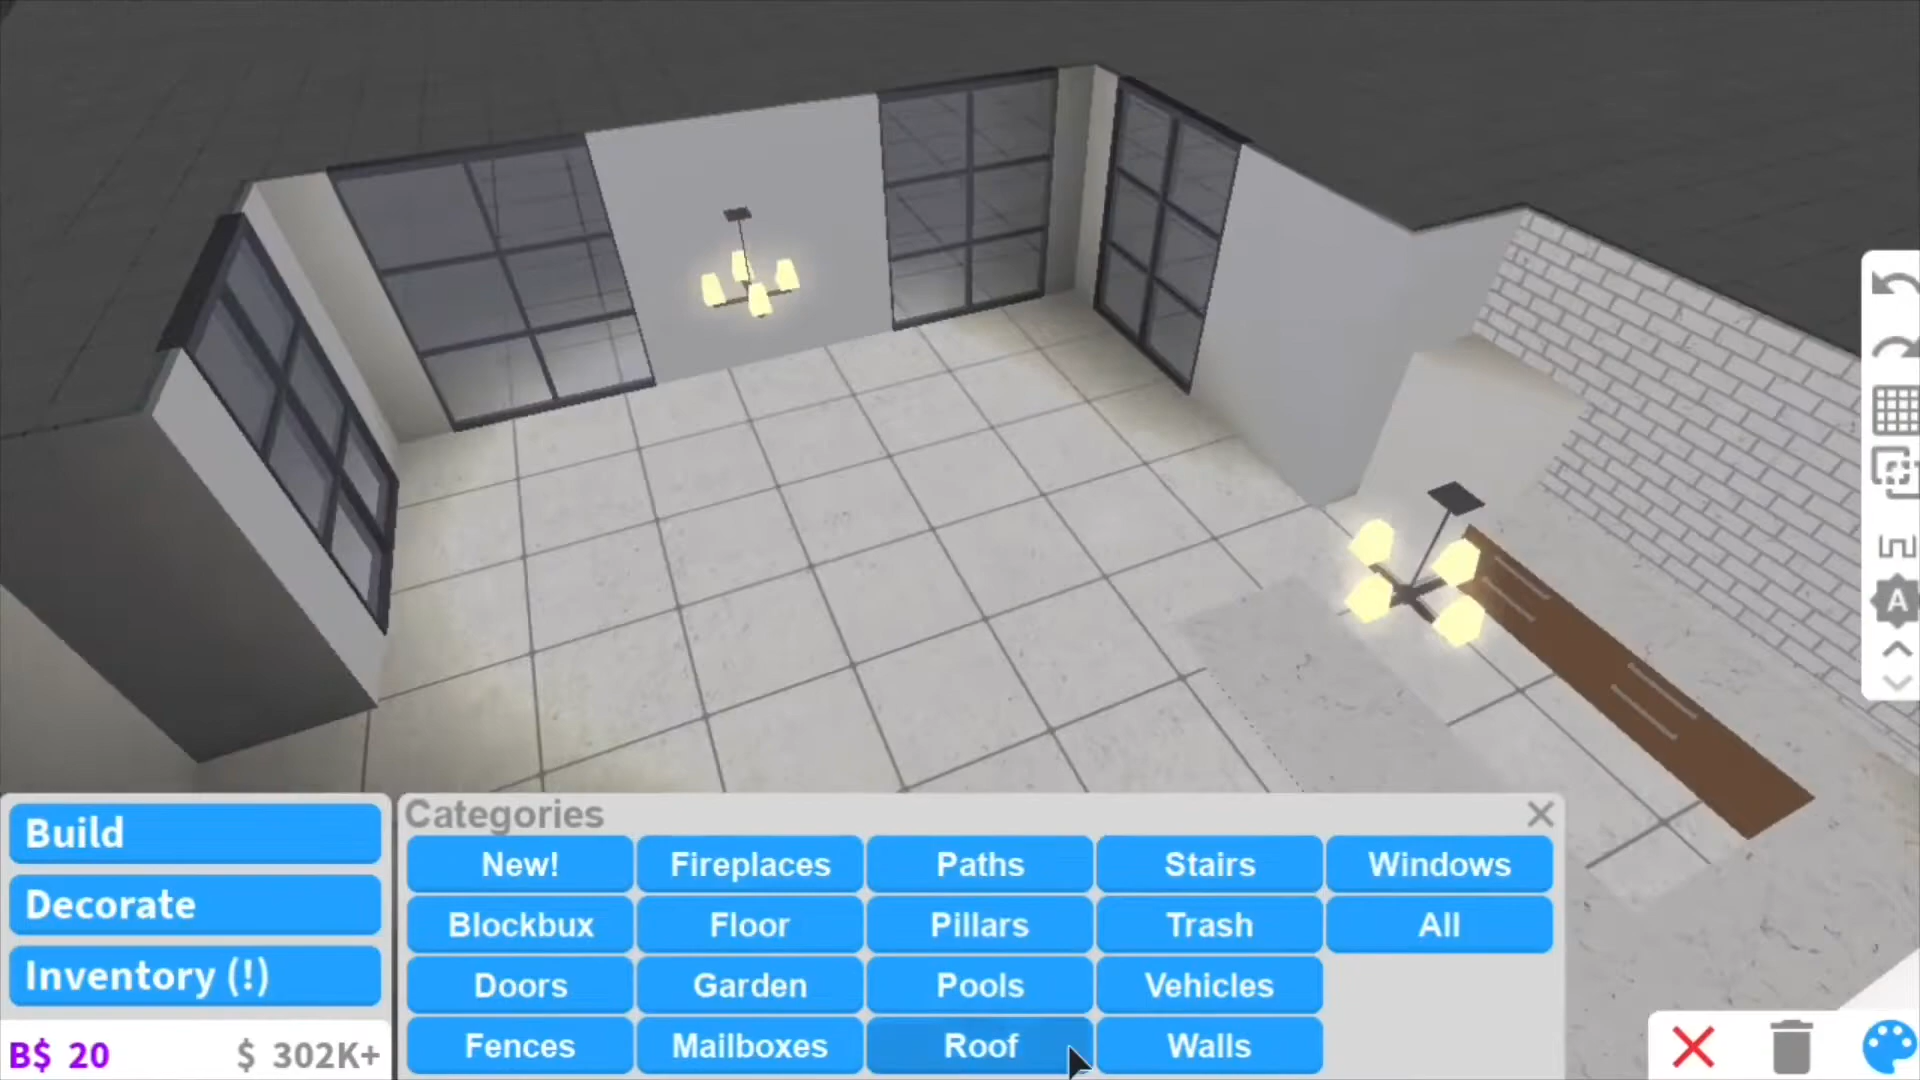 A
Build
Decorate
Inventory (!)
B$ 20 $ 302K+
Categories
New! Fireplaces Paths Stairs Windows
Blockbux Floor Pillars Trash All
Doors Garden Pools Vehicles
Fences Mailboxes Roof Walls